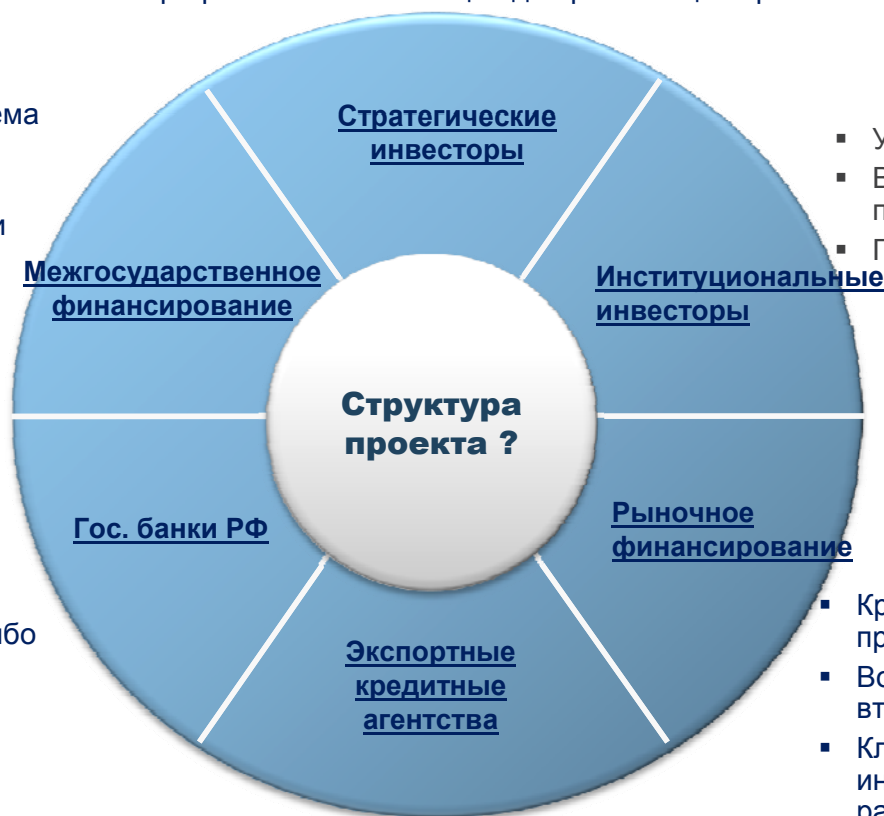 Стратегические
инвесторы
Межгосударственное
финансирование
Институциональные
инвесторы
Структура
проекта ?
Гос. банки РФ
Рыночное
финансирование
Экспортные
кредитные
агентства